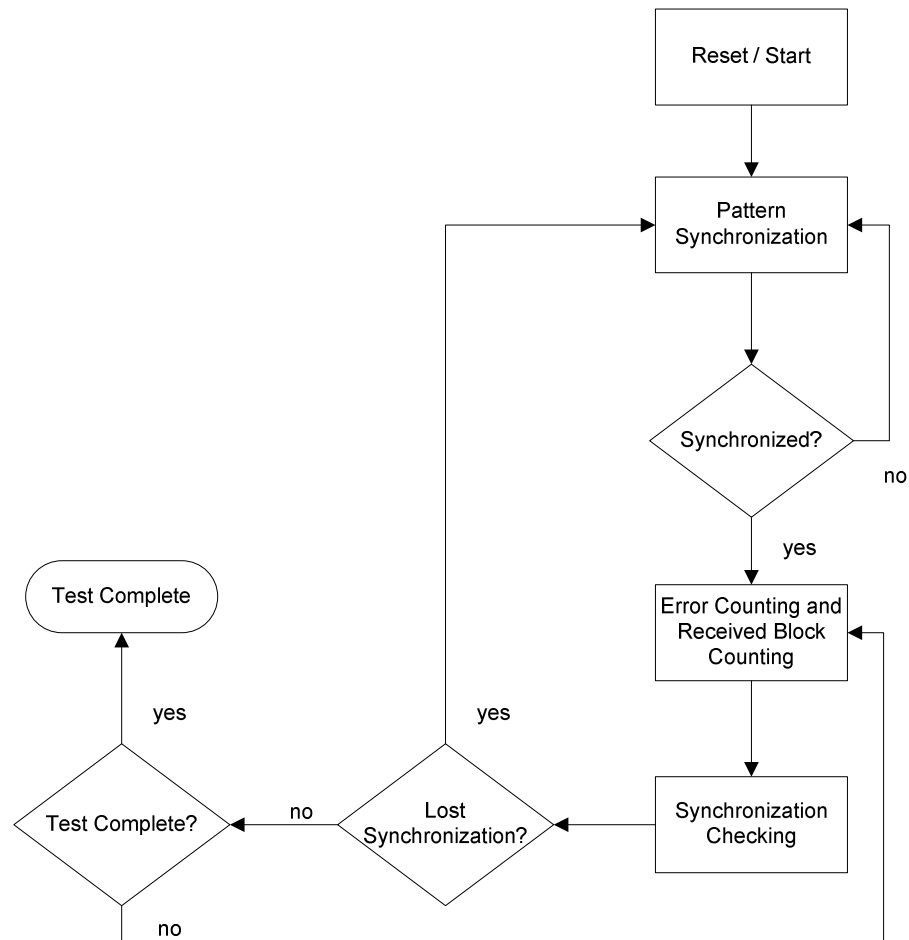 Reset / Start
Pattern
Synchronization
Synchronized?
no
yes
Test Complete
Error Counting and
Received Block
Counting
yes
yes
Test Complete?
no
Lost
Synchronization?
Synchronization
Checking
no